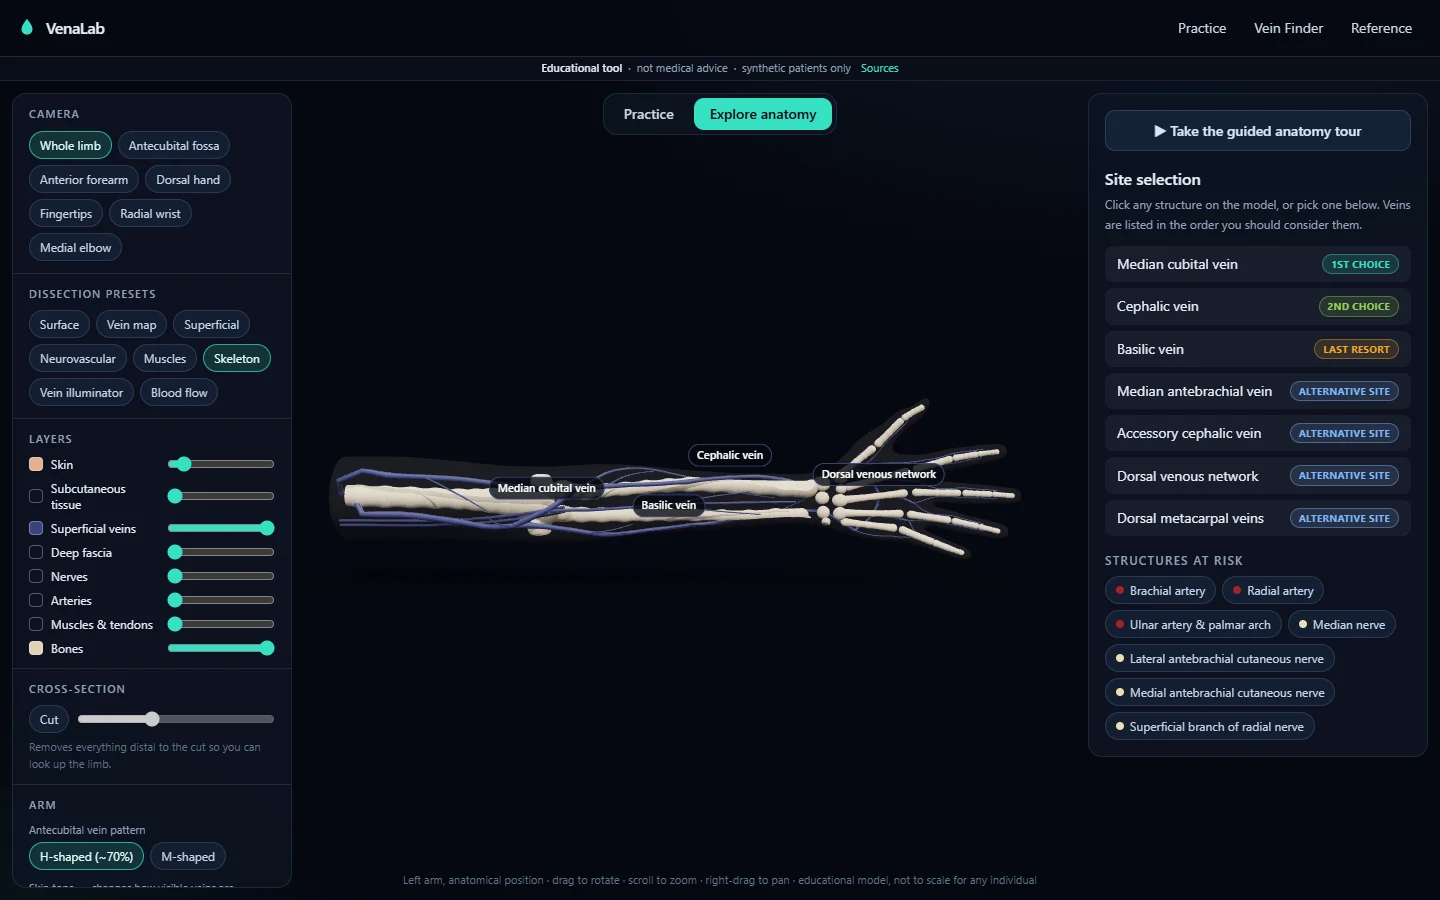 VenaLab
Practice
Vein Finder
Reference
Educational tool · not medical advice · synthetic patients only Sources
CAMERA
Whole limb
Antecubital fossa
Anterior forearm
Dorsal hand
Fingertips
Radial wrist
Medial elbow
DISSECTION PRESETS
Surface
Vein map
Superficial
Neurovascular
Muscles
Skeleton
Vein illuminator
Blood flow
LAYERS
Skin
Subcutaneous
tissue
Superficial veins
Deep fascia
Nerves
Arteries
Muscles & tendons
Bones
CROSS-SECTION
Cut
Removes everything distal to the cut so you can
look up the limb.
ARM
Antecubital vein pattern
H-shaped (~70%)
M-shaped
Practice
Explore anatomy
Cephalic vein
Dorsal venous network
Median cubital vein
Basilic vein
Left arm, anatomical position · drag to rotate · scroll to zoom · right-drag to pan · educational model, not to scale for any individual
▶ Take the guided anatomy tour
Site selection
Click any structure on the model, or pick one below. Veins
are listed in the order you should consider them.
Median cubital vein 1ST CHOICE
Cephalic vein 2ND CHOICE
Basilic vein LAST RESORT
Median antebrachial vein ALTERNATIVE SITE
Accessory cephalic vein ALTERNATIVE SITE
Dorsal venous network ALTERNATIVE SITE
Dorsal metacarpal veins ALTERNATIVE SITE
STRUCTURES AT RISK
Brachial artery
Radial artery
Ulnar artery & palmar arch
Median nerve
Lateral antebrachial cutaneous nerve
Medial antebrachial cutaneous nerve
Superficial branch of radial nerve